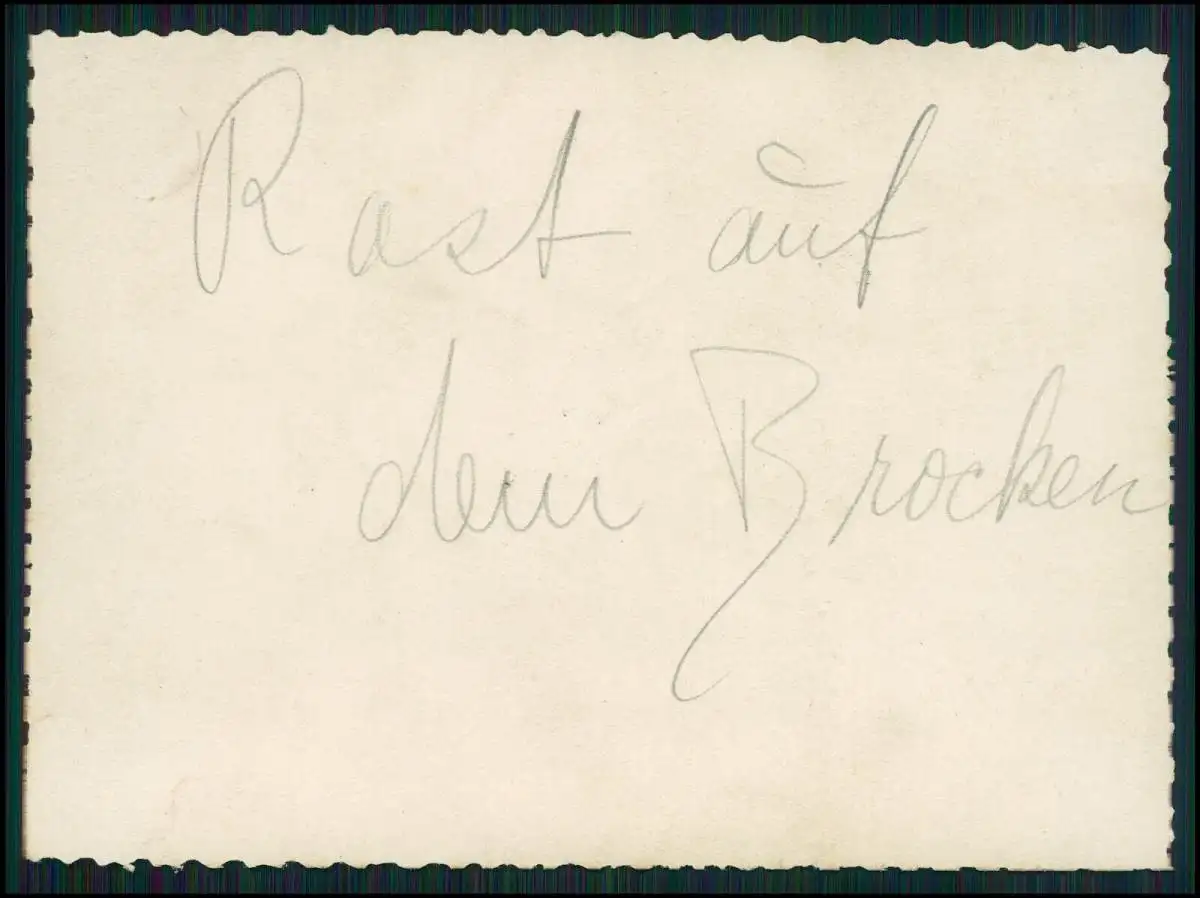 Rast auf
dem Brocken